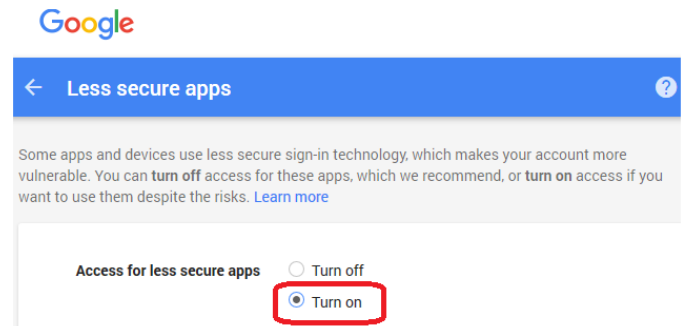 Google
Less secure apps
?
Some apps and devices use less secure sign-in technology, which makes your account more
vulnerable. You can turn off access for these apps, which we recommend, or turn on access if you
want to use them despite the risks. Learn more
Access for less secure apps
Turn off
Turn on